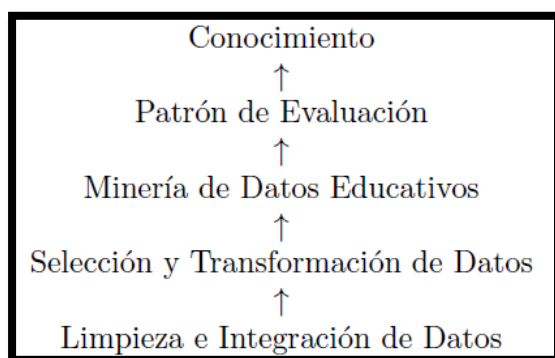 Conocimiento
↑
Patrón de Evaluación
↑
Minería de Datos Educativos
↑
Selección y Transformación de Datos
↑
Limpieza e Integración de Datos